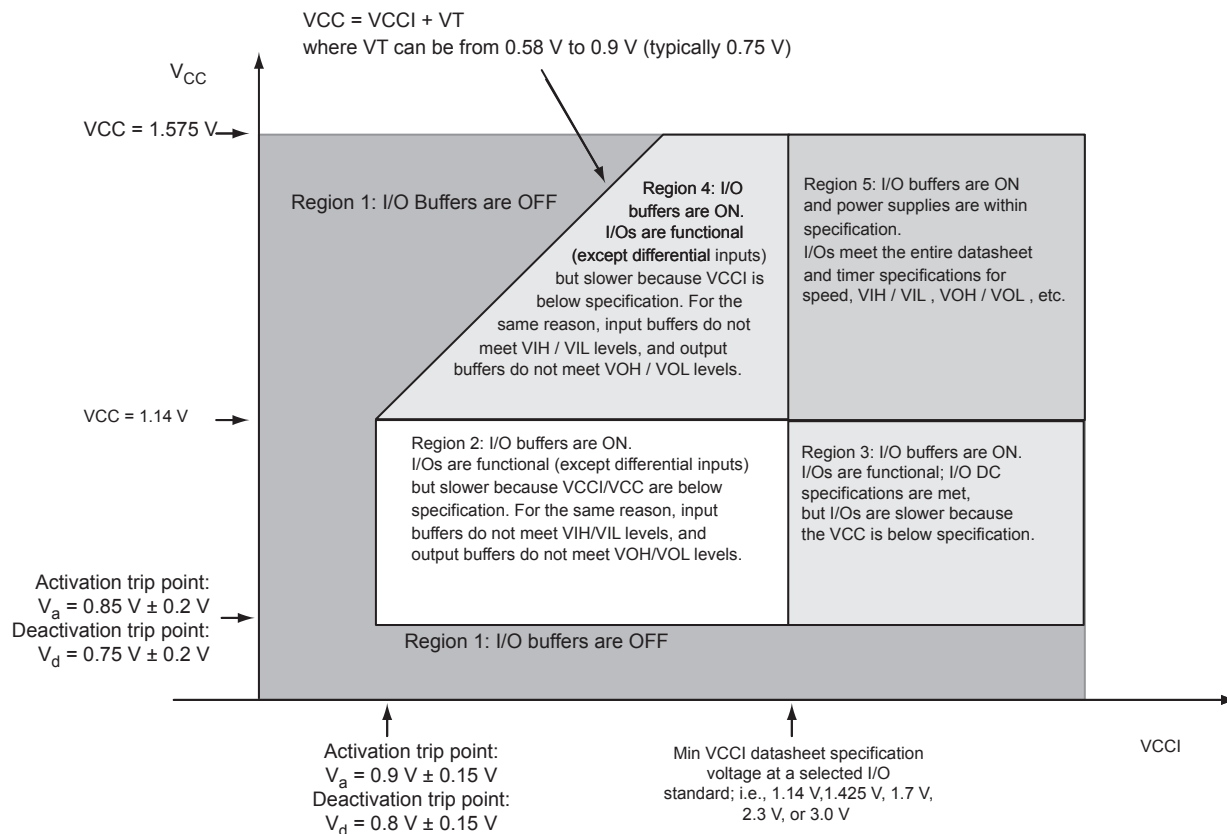 VCC = VCCI + VT
where VT can be from 0.58 V to 0.9 V (typically 0.75 V)
VCC
VCC = 1.575 V
Region 1: I/O Buffers are OFF
Region 4: I/O
buffers are ON.
I/Os are functional
(except differential inputs)
but slower because VCCI is
below specification. For the
same reason, input buffers do not
meet VIH / VIL levels, and output
buffers do not meet VOH / VOL levels.
Region 5: I/O buffers are ON
and power supplies are within
specification.
I/Os meet the entire datasheet
and timer specifications for
speed, VIH / VIL , VOH / VOL , etc.
VCC = 1.14 V
Region 2: I/O buffers are ON.
I/Os are functional (except differential inputs)
but slower because VCCI/VCC are below
specification. For the same reason, input
buffers do not meet VIH/VIL levels, and
output buffers do not meet VOH/VOL levels.
Region 3: I/O buffers are ON.
I/Os are functional; I/O DC
specifications are met,
but I/Os are slower because
the VCC is below specification.
Activation trip point:
Va = 0.85 V ± 0.2 V
Deactivation trip point:
Vd = 0.75 V ± 0.2 V
Region 1: I/O buffers are OFF
Activation trip point:
Va = 0.9 V ± 0.15 V
Deactivation trip point:
Vd = 0.8 V ± 0.15 V
Min VCCI datasheet specification
voltage at a selected I/O
standard; i.e., 1.14 V,1.425 V, 1.7 V,
2.3 V, or 3.0 V
VCCI